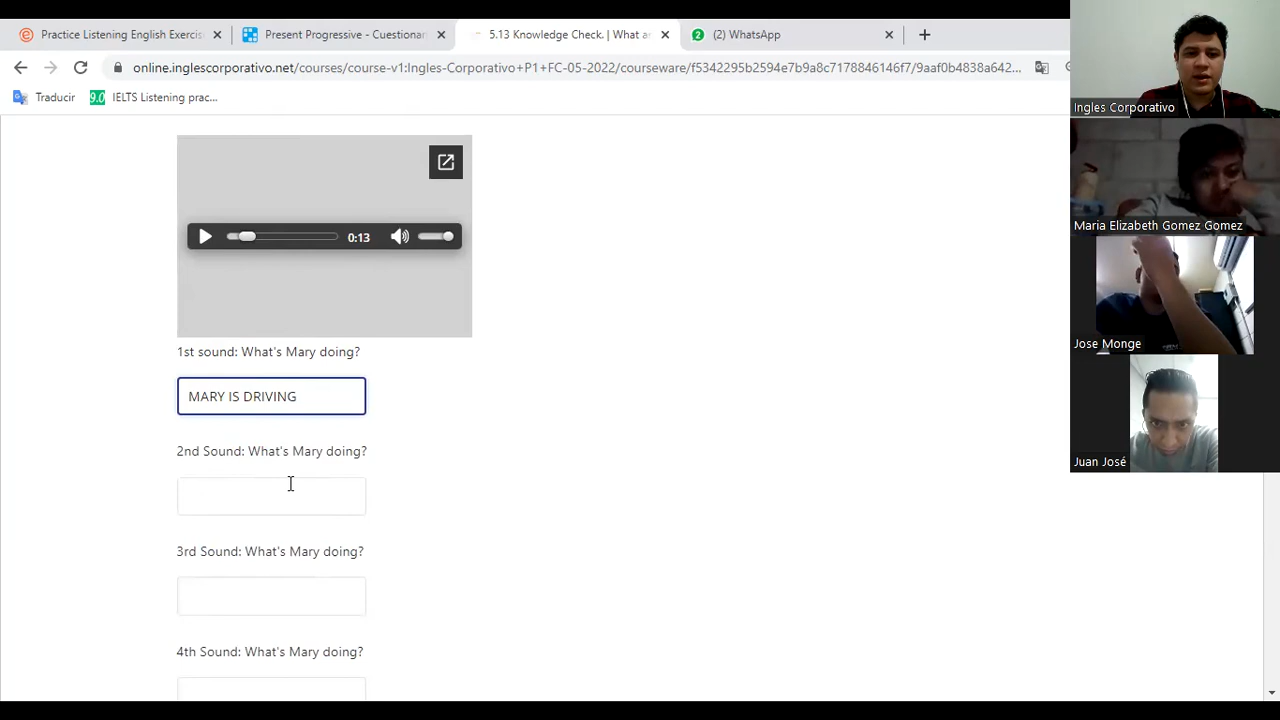 Practice Listening English Exercis
Present Progressive - Cuestionar
5.13 Knowledge Check. | What a
(2) WhatsApp
online.inglescorporativo.net/courses/course-v1:Ingles-Corporativo+P1+FC-05-2022/courseware/f5342295b2594e7b9a8c7178846146f7/9aaf0b4838a642...
Traducir
9.0 IELTS Listening prac...
0:13
1st sound: What's Mary doing?
MARY IS DRIVING
2nd Sound: What's Mary doing?
3rd Sound: What's Mary doing?
4th Sound: What's Mary doing?
Ingles Corporativo
Maria Elizabeth Gomez Gomez
Jose Monge
Juan José